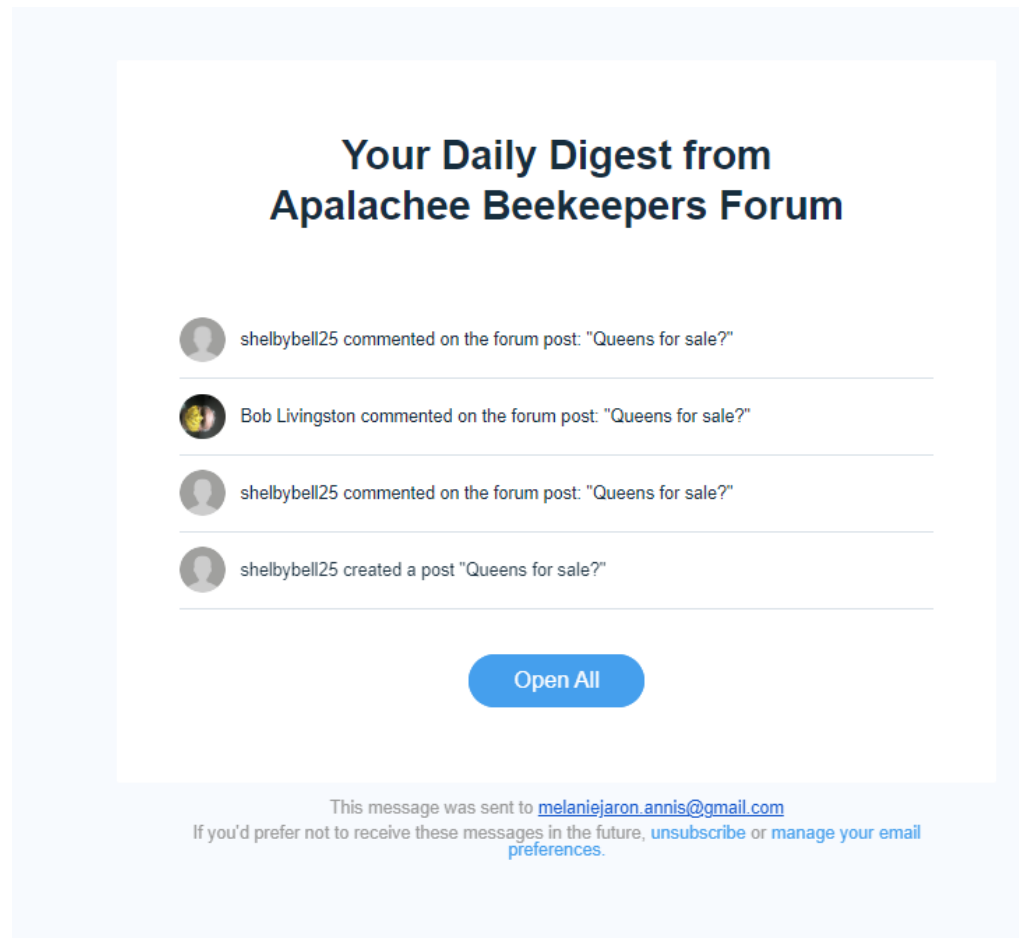 Your Daily Digest from
Apalachee Beekeepers Forum
shelbybell25 commented on the forum post: "Queens for sale?"
Bob Livingston commented on the forum post: "Queens for sale?"
shelbybell25 commented on the forum post: "Queens for sale?"
shelbybell25 created a post "Queens for sale?"
Open All
This message was sent to melaniejaron.annis@gmail.com
If you'd prefer not to receive these messages in the future, unsubscribe or manage your email
preferences.